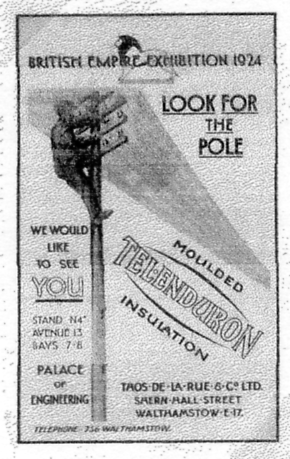 BRITISH EMPIRE EXHIBITION 1924
LOOK FOR
THE
POLE
WE WOULD
LIKE
TO SEE
YOU
MOULDED
TELENDURON
INSULATION
STAND N4
AVENUE 13
BAYS 7-8
PALACE
OF
ENGINEERING
THOS·DE·LA·RUE·&·Cº LTD.
SHERN·HALL·STREET
WALTHAMSTOW·E·17.
TELEPHONE·736 WALTHAMSTOW.